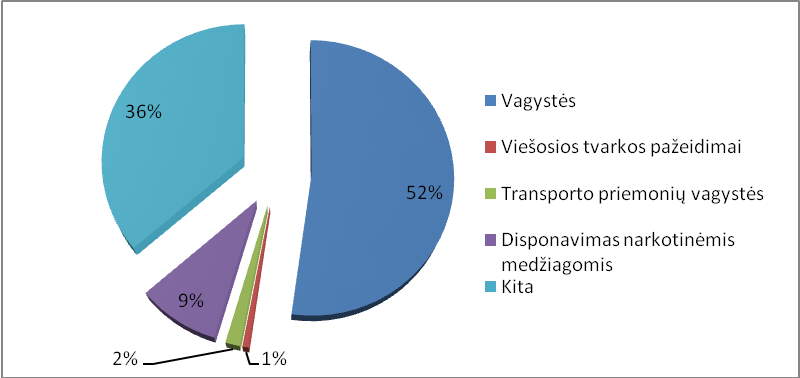 36%
52%
9%
2%
1%
Vagystės
Viešosios tvarkos pažeidimai
Transporto priemonių vagystės
Disponavimas narkotinėmis
medžiagomis
Kita